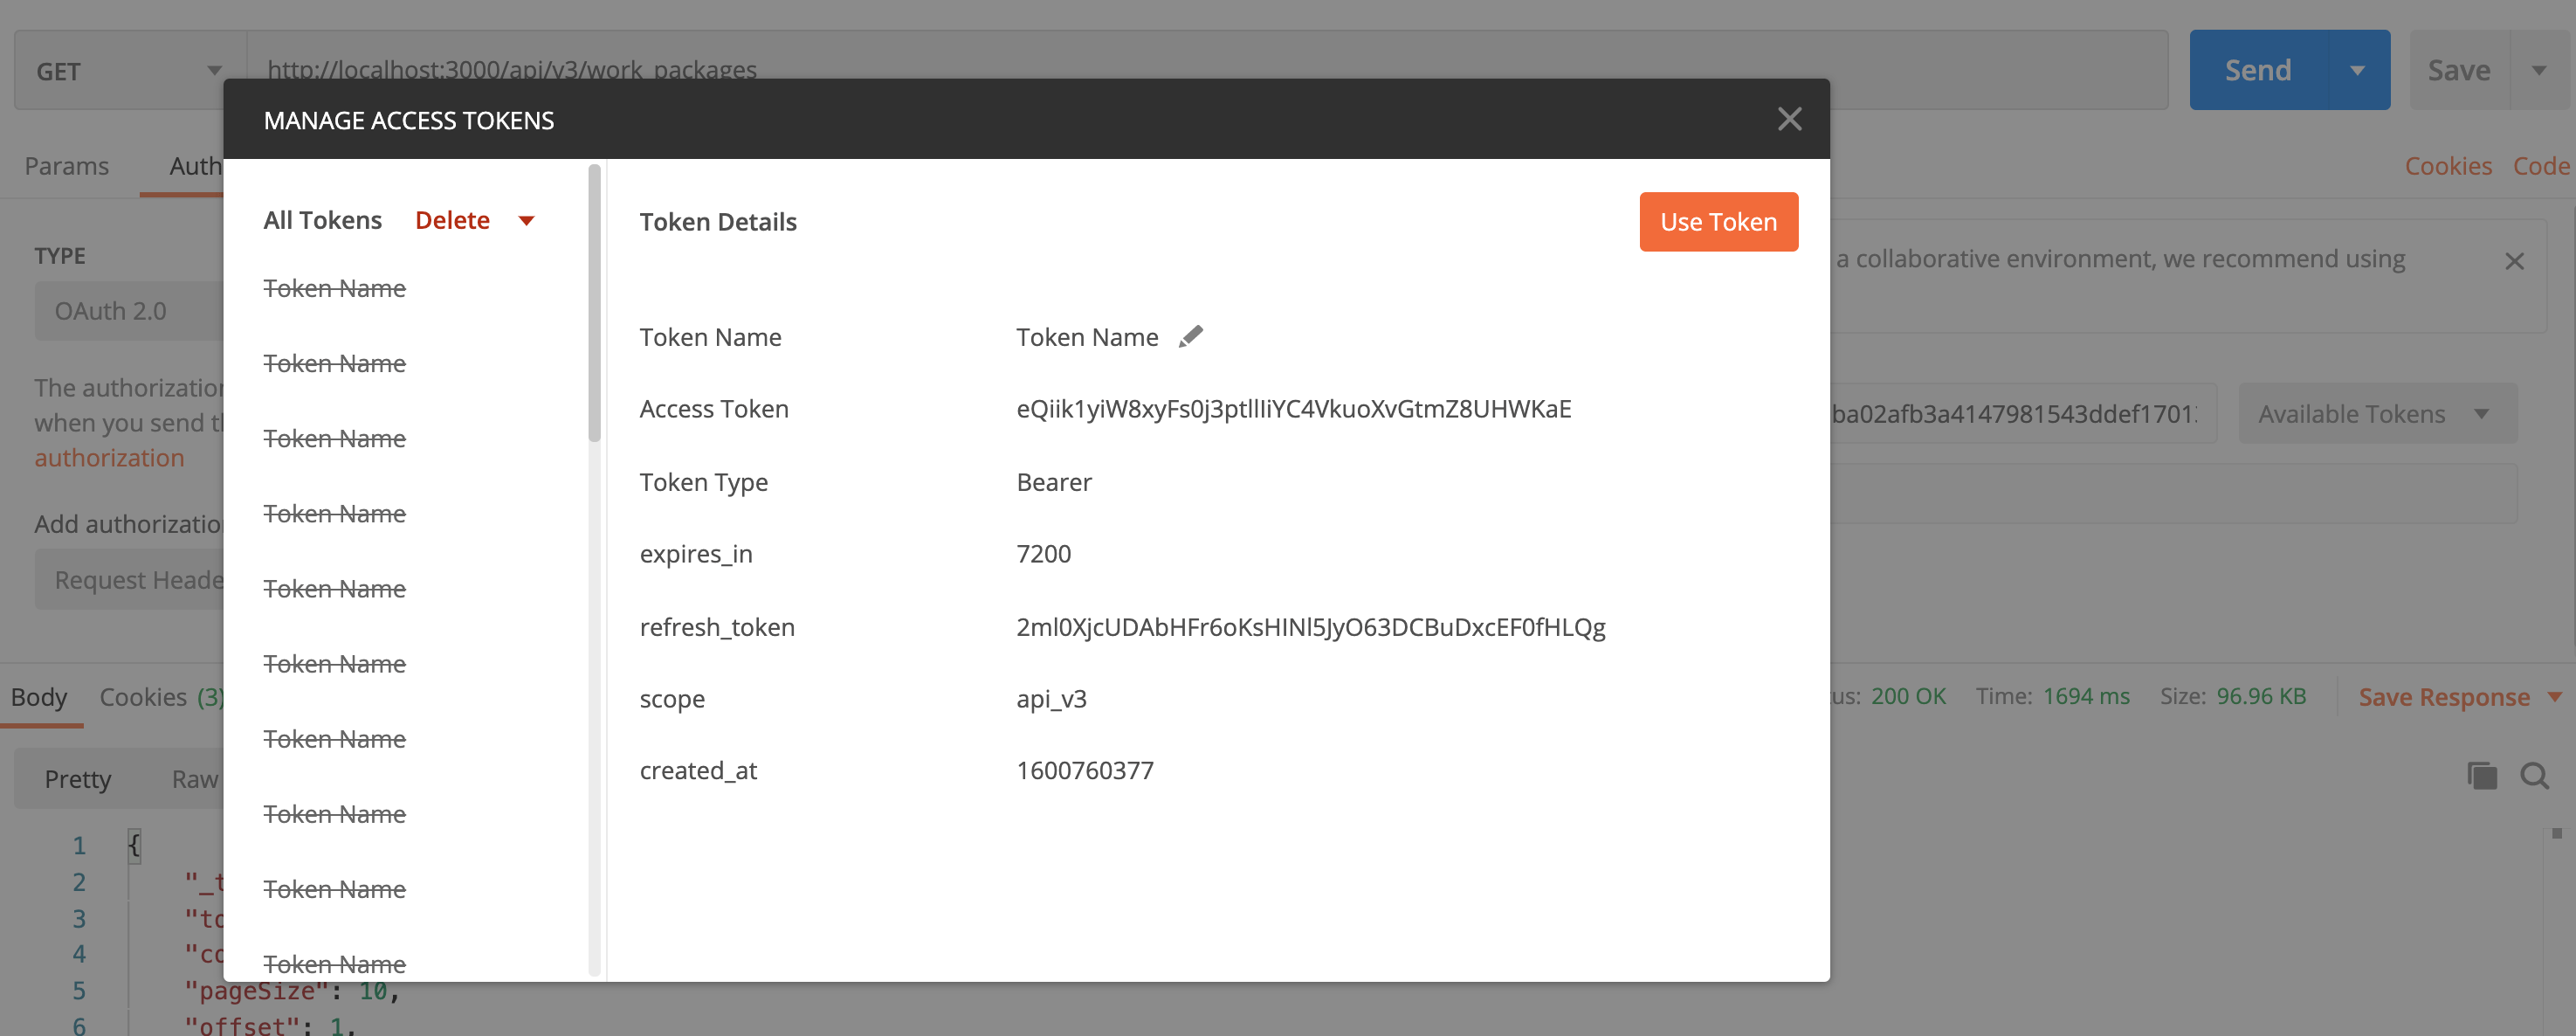 GET
http://localhost:3000/api/v3/work_packages
Send
Save
MANAGE ACCESS TOKENS
Params
Auth
Cookies
Code
All Tokens
Delete
Token Details
Use Token
TYPE
OAuth 2.0
a collaborative environment, we recommend using
The authorization
when you send
authorization
Add authorizatio
Request Heade
Token Name
Token Name
Token Name
Token Name
Token Name
Token Name
Token Name
Token Name
Token Name
Token Name
Token Name Token Name
Access Token eQiik1yiW8xyFs0j3ptllIiYC4VkuoXvGtmZ8UHWKaE
Token Type Bearer
expires_in 7200
refresh_token 2ml0XjcUDAbHFr6oKsHINl5JyO63DCBuDxcEF0fHLQg
scope api_v3
created_at 1600760377
ba02afb3a4147981543ddef1701
Available Tokens
Body
Cookies (3)
us: 200 OK
Time: 1694 ms
Size: 96.96 KB
Save Response
Pretty
Raw
1 {
2 "_t
3 "to
4 "co
5 "pageSize": 10,
6 "offset": 1,